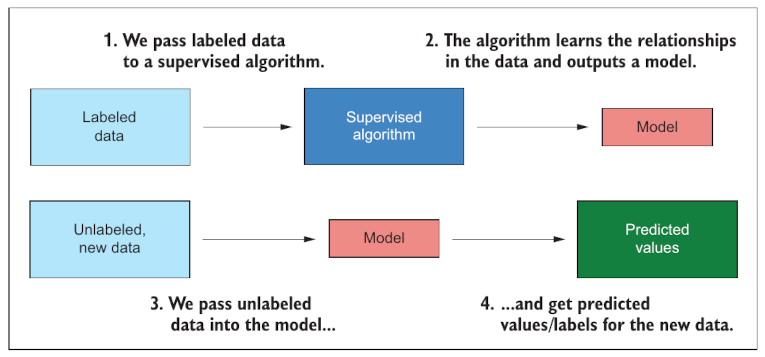 1. We pass labeled data
to a supervised algorithm.
2. The algorithm learns the relationships
in the data and outputs a model.
Labeled
data
Supervised
algorithm
Model
Unlabeled,
new data
Model
Predicted
values
3. We pass unlabeled
data into the model...
4. ...and get predicted
values/labels for the new data.